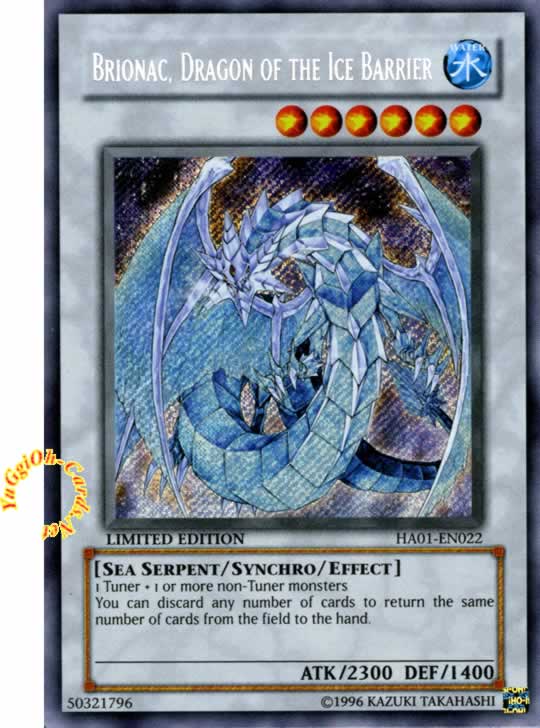 BRIONAC, DRAGON OF THE ICE BARRIER
WATER
水
LIMITED EDITION
HA01-EN022
[SEA SERPENT/SYNCHRO/EFFECT]
1 Tuner + 1 or more non-Tuner monsters
You can discard any number of cards to return the same
number of cards from the field to the hand.
ATK/2300 DEF/1400
50321796
©1996 KAZUKI TAKAHASHI
YuGgiOh-Cards.Net